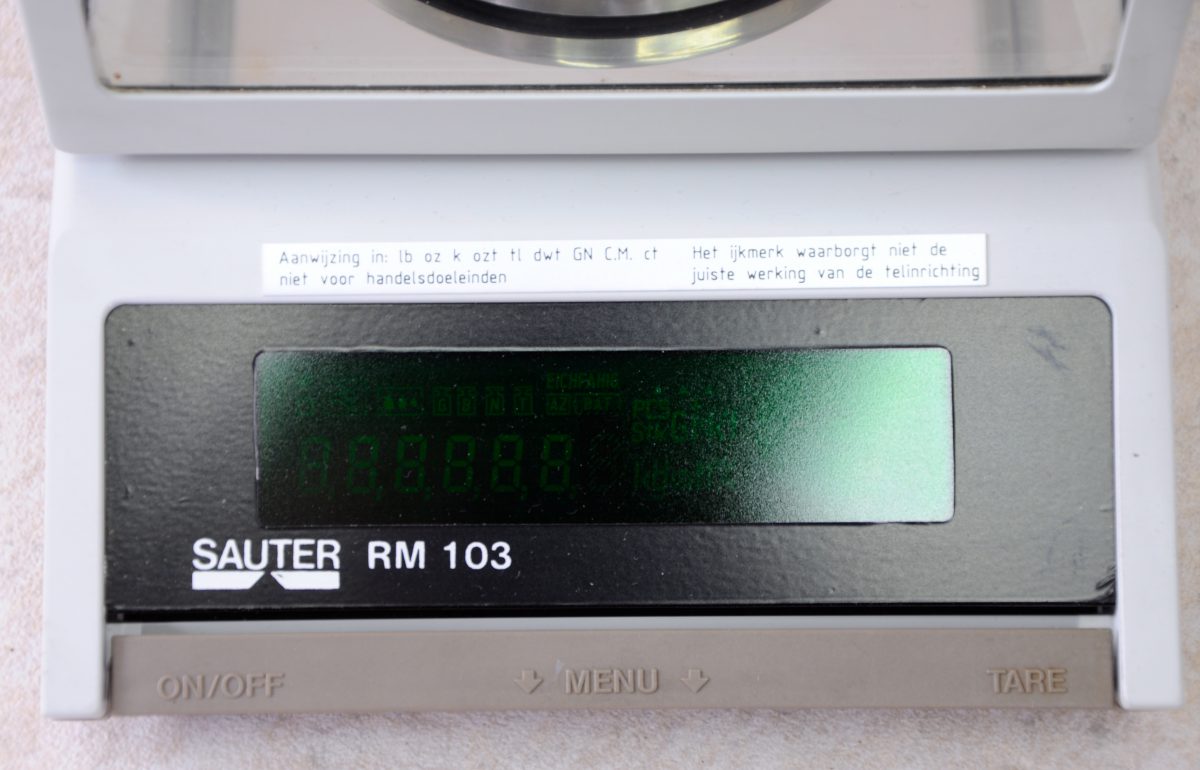 Aanwijzing in: lb oz k ozt tl dwt GN C.M. ct
niet voor handelsdoeleinden
Het ijkmerk waarborgt niet de
juiste werking van de telinrichting
PCS
SAUTER RM 103
ON/OFF MENU TARE